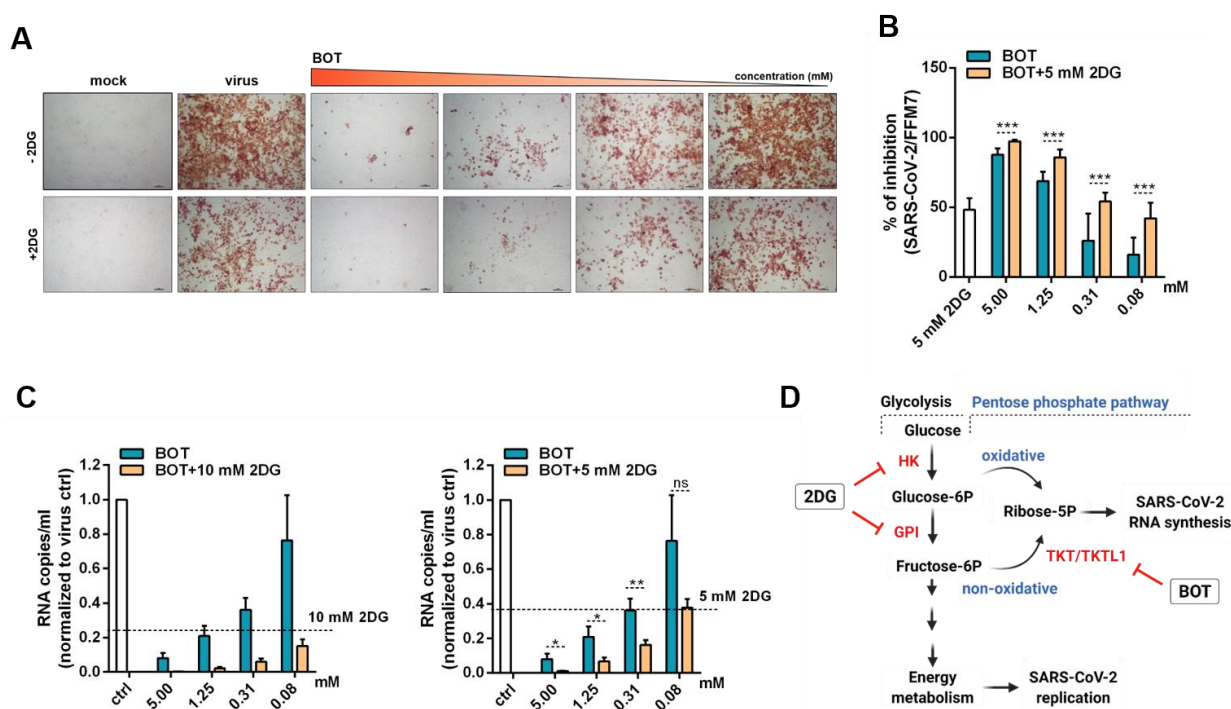 A
BOT
mock
virus
concentration (mM)
- 2DG
+2DG
B
BOT
BOT+5 mM 2DG
% of inhibition
(SARS-CoV-2/FFM7)
150
100
50
0
***
***
***
***
5 mM 2DG
5.00
1.25
0.31
0.08
mM
C
BOT
BOT+10 mM 2DG
RNA copies/ml
(normalized to virus ctrl)
1.2
1.0
0.8
0.6
0.4
0.2
0.0
10 mM 2DG
ctrl
5.00
1.25
0.31
0.08
mM
BOT
BOT+5 mM 2DG
RNA copies/ml
(normalized to virus ctrl)
1.2
1.0
0.8
0.6
0.4
0.2
0.0
*
*
**
ns
5 mM 2DG
ctrl
5.00
1.25
0.31
0.08
mM
D
Glycolysis
Pentose phosphate pathway
Glucose
HK
oxidative
2DG
Glucose-6P
Ribose-5P
SARS-CoV-2
RNA synthesis
GPI
TKT/TKTL1
Fructose-6P
non-oxidative
BOT
Energy
metabolism
SARS-CoV-2
replication